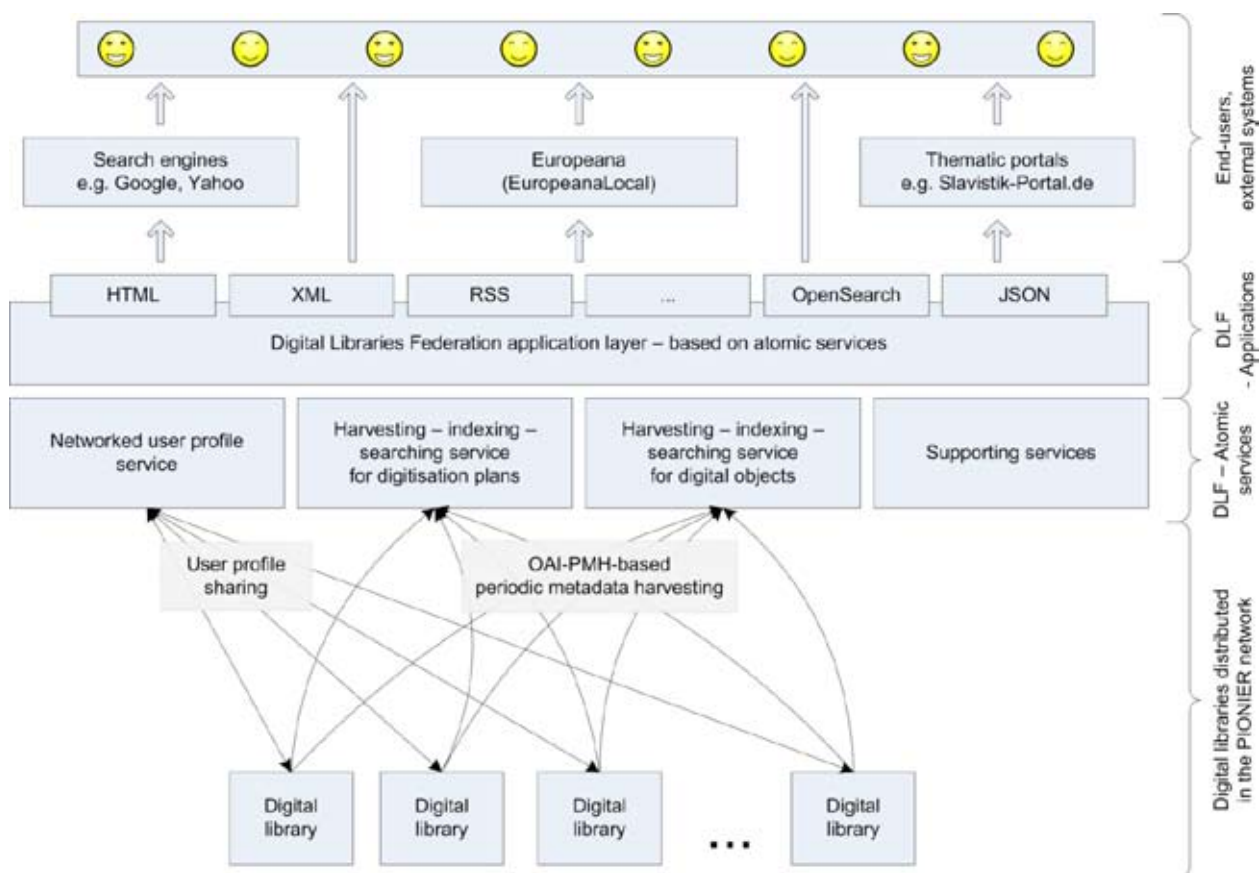 Search engines
e.g. Google, Yahoo
Europeana
(EuropeanaLocal)
Thematic portals
e.g. Slavistik-Portal.de
End-users,
external systems
HTML
XML
RSS
...
OpenSearch
JSON
Digital Libraries Federation application layer – based on atomic services
DLF
- Applications
Networked user profile
service
Harvesting – indexing –
searching service
for digitisation plans
Harvesting – indexing –
searching service
for digital objects
Supporting services
DLF – Atomic
services
User profile
sharing
OAI-PMH-based
periodic metadata harvesting
Digital libraries distributed
in the PIONIER network
Digital
library
Digital
library
Digital
library
...
Digital
library